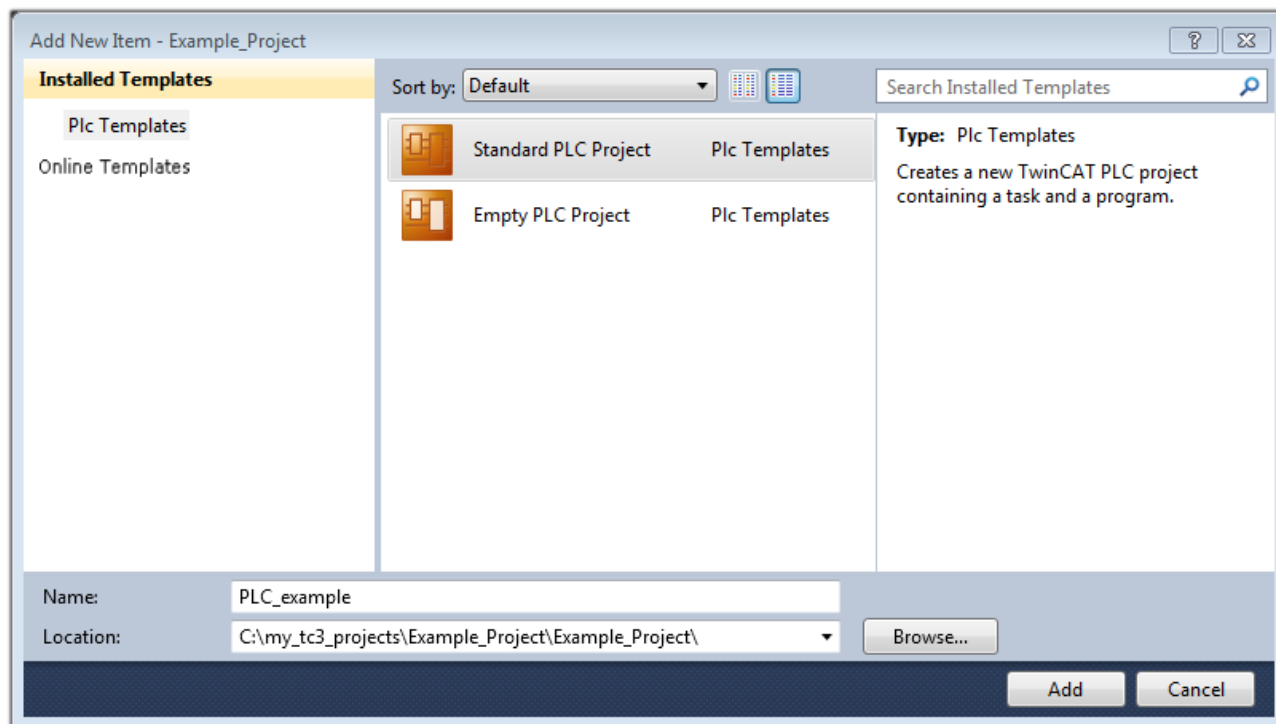 Add New Item - Example_Project
Installed Templates
Plc Templates
Online Templates
Sort by: Default
Search Installed Templates
Standard PLC Project Plc Templates
Empty PLC Project Plc Templates
Type: Plc Templates
Creates a new TwinCAT PLC project
containing a task and a program.
Name: PLC_example
Location: C:\my_tc3_projects\Example_Project\Example_Project\
Browse...
Add Cancel